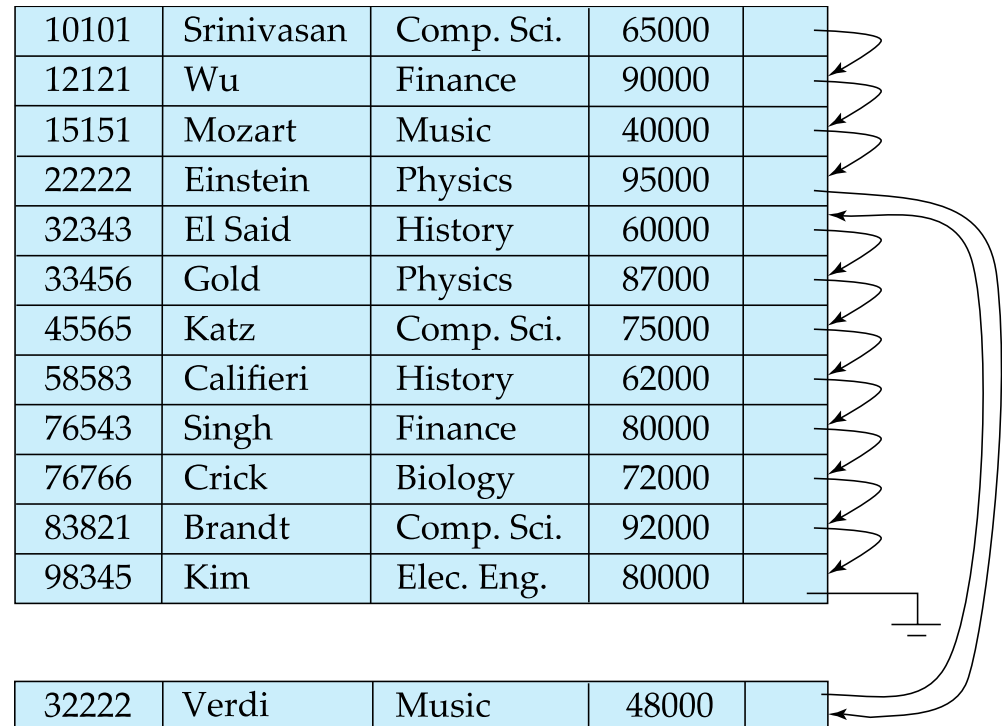 10101 Srinivasan Comp. Sci. 65000
12121 Wu Finance 90000
15151 Mozart Music 40000
22222 Einstein Physics 95000
32343 El Said History 60000
33456 Gold Physics 87000
45565 Katz Comp. Sci. 75000
58583 Califieri History 62000
76543 Singh Finance 80000
76766 Crick Biology 72000
83821 Brandt Comp. Sci. 92000
98345 Kim Elec. Eng. 80000
32222 Verdi Music 48000